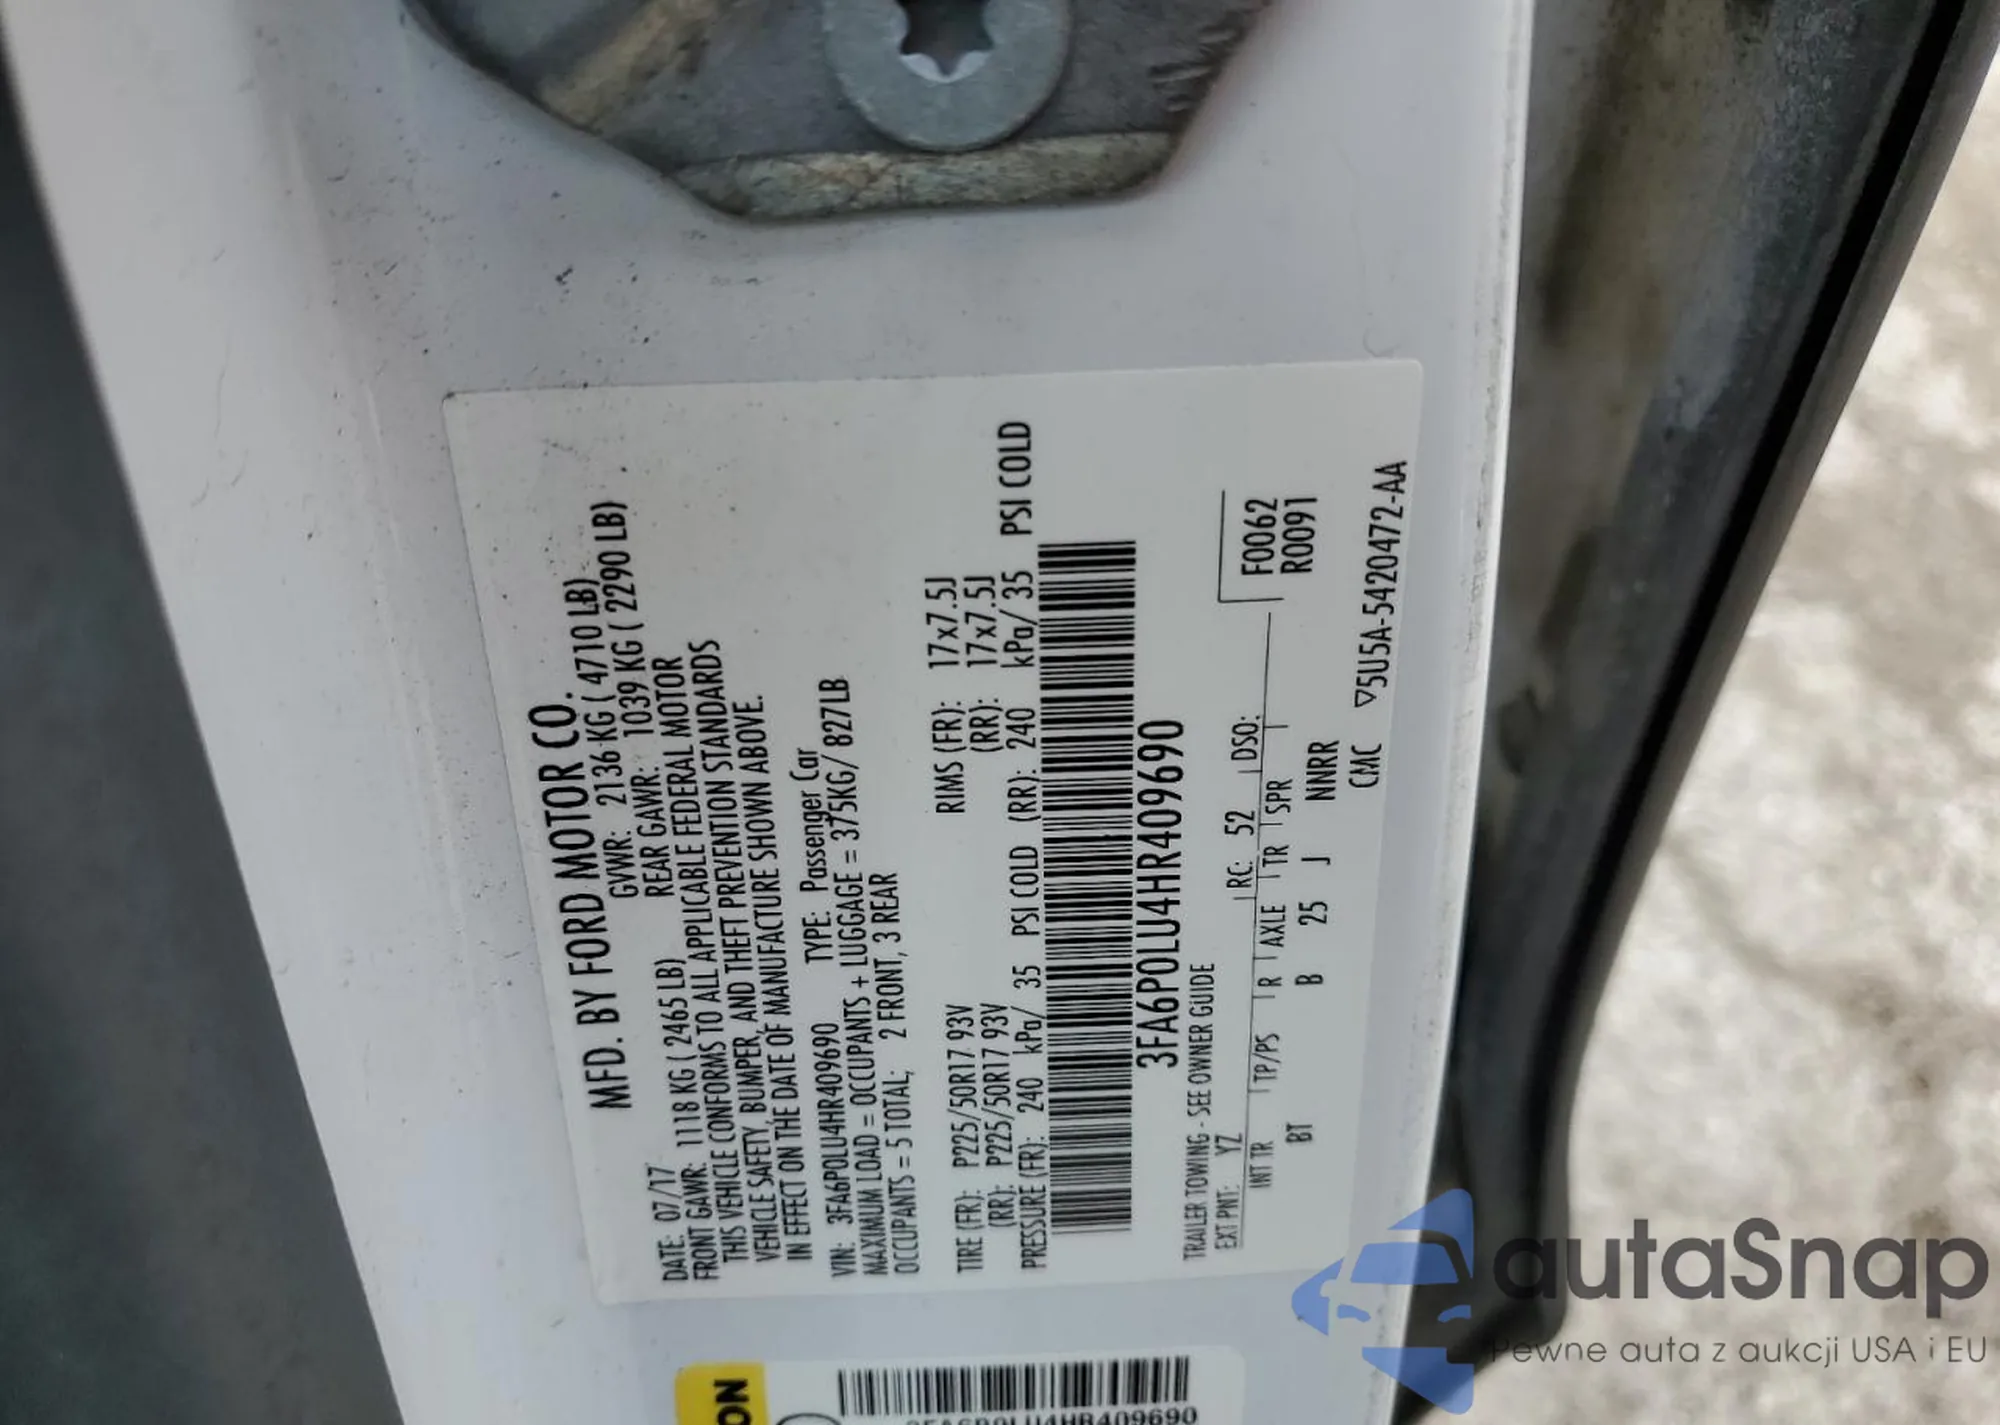 MFD. BY FORD MOTOR CO.
DATE: 07/17 GVWR: 2136 KG ( 4710 LB)
FRONT GAWR: 1118 KG ( 2465 LB) REAR GAWR: 1039 KG ( 2290 LB)
THIS VEHICLE CONFORMS TO ALL APPLICABLE FEDERAL MOTOR
VEHICLE SAFETY, BUMPER, AND THEFT PREVENTION STANDARDS
IN EFFECT ON THE DATE OF MANUFACTURE SHOWN ABOVE.
VIN: 3FA6P0LU4HR409690 TYPE: Passenger Car
MAXIMUM LOAD = OCCUPANTS + LUGGAGE = 375KG/ 827LB
OCCUPANTS = 5 TOTAL; 2 FRONT, 3 REAR
TIRE (FR): P225/50R17 93V RIMS (FR): 17x7.5J
(RR): P225/50R17 93V (RR): 17x7.5J
PRESSURE (FR): 240 kPa/ 35 PSI COLD (RR): 240 kPa/ 35 PSI COLD
3FA6P0LU4HR409690
TRAILER TOWING - SEE OWNER GUIDE
EXT PNT: YZ RC: 52 DSO: F0062
INT TR TP/PS R AXLE TR SPR R0091
BT B 25 J NNRR
CMC ▽5U5A-5420472-AA
ON
3FA6P0LU4HR409690
autaSnap
Pewne auta z aukcji USA i EU